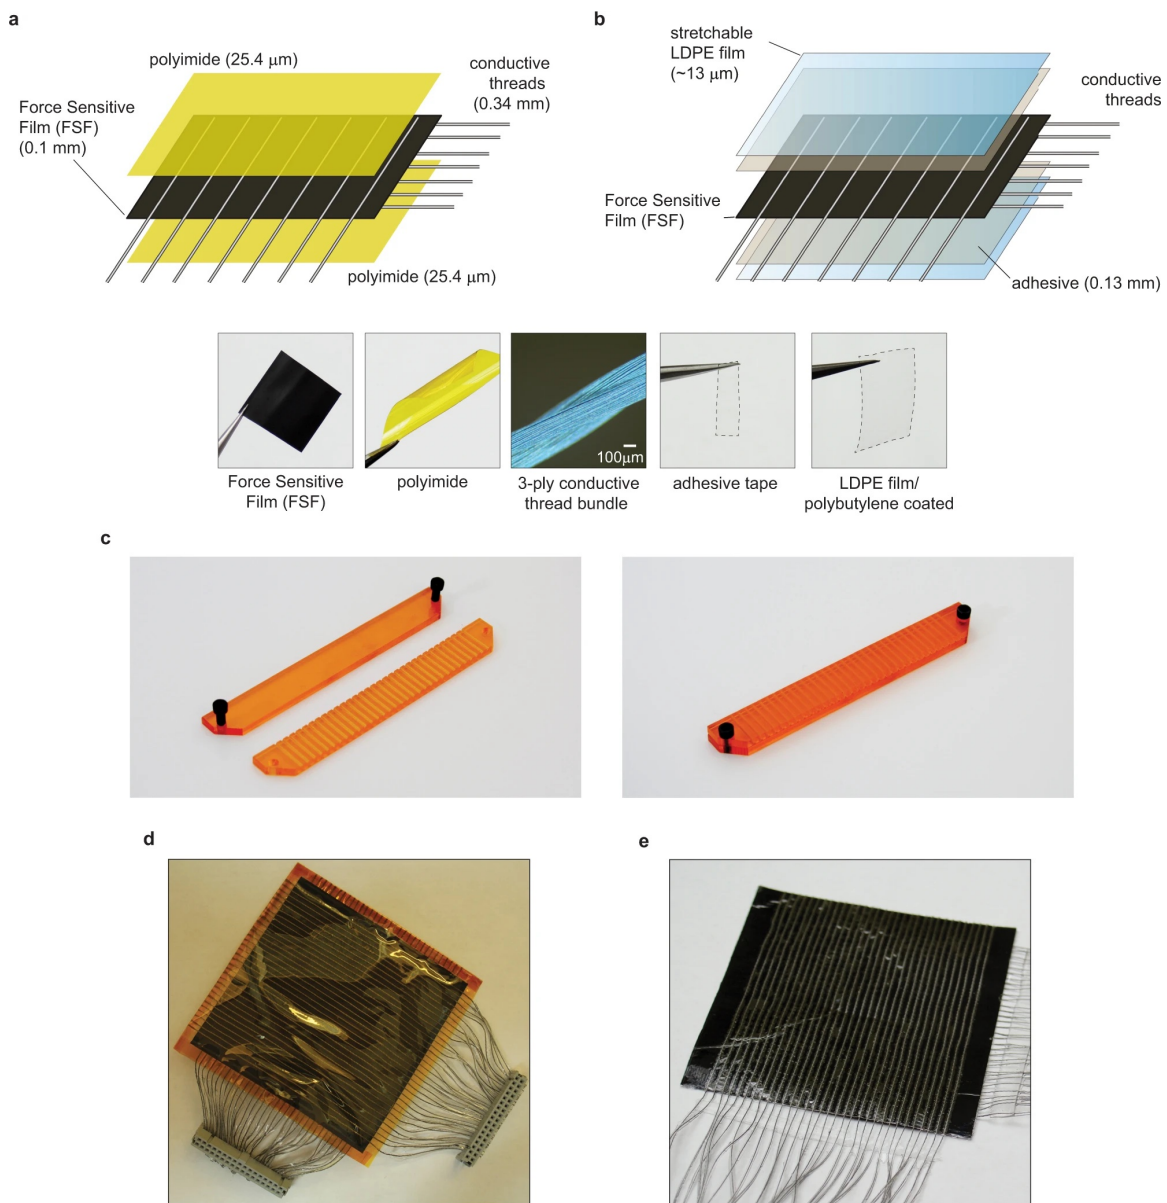 a
polyimide (25.4 μm)
conductive
threads
(0.34 mm)
Force Sensitive
Film (FSF)
(0.1 mm)
polyimide (25.4 μm)
b
stretchable
LDPE film
(~13 μm)
conductive
threads
Force Sensitive
Film (FSF)
adhesive (0.13 mm)
100μm
Force Sensitive
Film (FSF)
polyimide
3-ply conductive
thread bundle
adhesive tape
LDPE film/
polybutylene coated
c
d
e